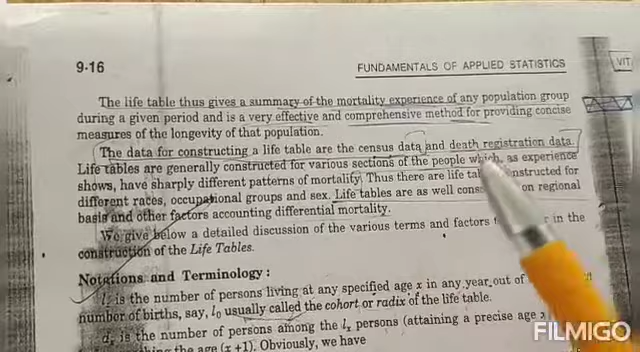 9·16
FUNDAMENTALS OF APPLIED STATISTICS
VIT
The life table thus gives a summary of the mortality experience of any population group
during a given period and is a very effective and comprehensive method for providing concise
measures of the longevity of that population.
The data for constructing a life table are the census data and death registration data.
Life tables are generally constructed for various sections of the people which, as experience
shows, have sharply different patterns of mortality. Thus there are life constructed for
different races, occupational groups and sex. Life tables are as well on regional
basis and other factors accounting differential mortality.
We give below a detailed discussion of the various terms and factors in the
construction of the Life Tables.
Notations and Terminology :
lx is the number of persons living at any specified age x in any year out of
number of births, say, l0 usually called the cohort or radix of the life table.
dx is the number of persons among the lx persons (attaining a precise age x
the age (x+1). Obviously, we have
FILMIGO